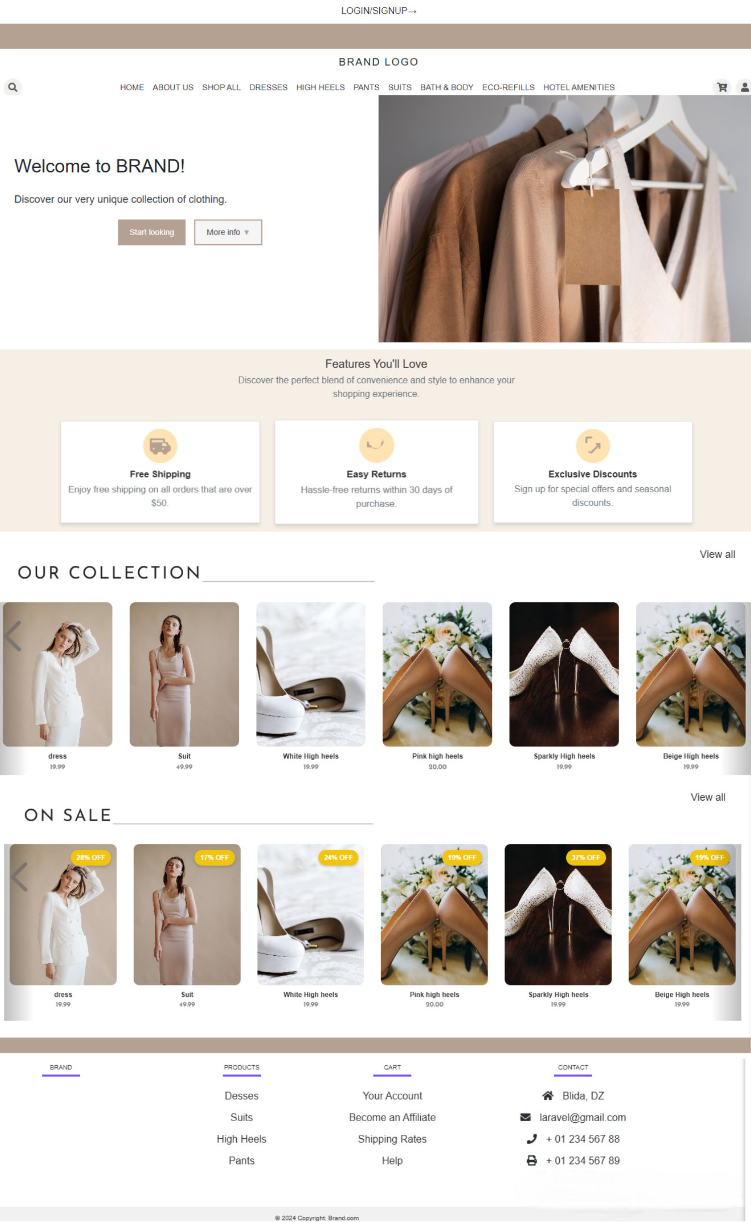 LOGIN/SIGNUP→
BRAND LOGO
HOME ABOUT US SHOP ALL DRESSES HIGH HEELS PANTS SUITS BATH & BODY ECO-REFILLS HOTEL AMENITIES
Welcome to BRAND!
Discover our very unique collection of clothing.
Start looking
More info ▼
Features You'll Love
Discover the perfect blend of convenience and style to enhance your
shopping experience.
Free Shipping
Enjoy free shipping on all orders that are over
$50.
Easy Returns
Hassle-free returns within 30 days of
purchase.
Exclusive Discounts
Sign up for special offers and seasonal
discounts.
View all
OUR COLLECTION
dress Suit White High heels Pink high heels Sparkly High heels Beige High heels
19.99 49.99 19.99 20.00 19.99 19.99
View all
ON SALE
28% OFF 17% OFF 24% OFF 19% OFF 37% OFF 19% OFF
dress Suit White High heels Pink high heels Sparkly High heels Beige High heels
19.99 49.99 19.99 20.00 19.99 19.99
BRAND
PRODUCTS
Desses
Suits
High Heels
Pants
CART
Your Account
Become an Affiliate
Shipping Rates
Help
CONTACT
Blida, DZ
laravel@gmail.com
+ 01 234 567 88
+ 01 234 567 89
© 2024 Copyright: Brand.com